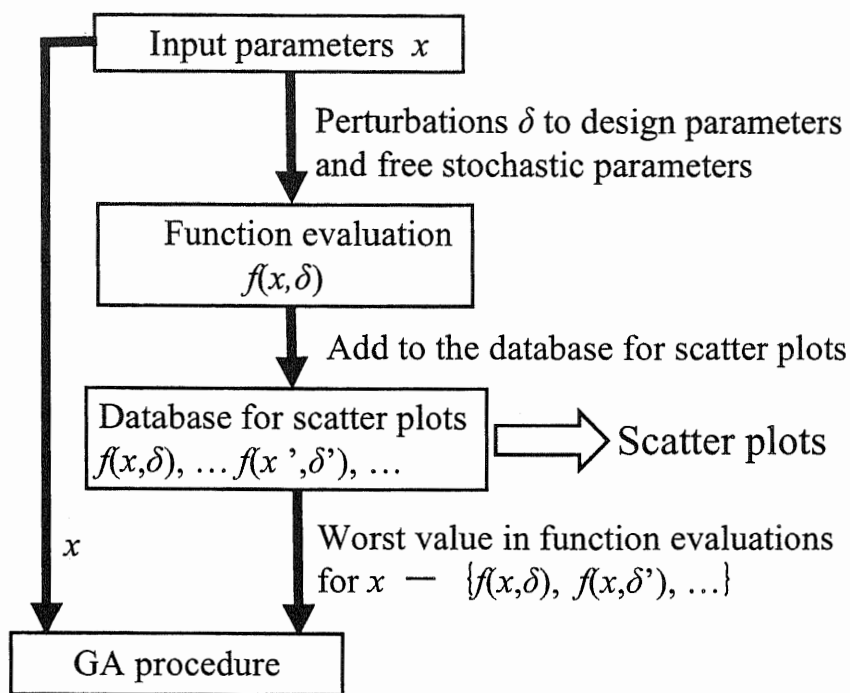 Input parameters x
Perturbations δ to design parameters
and free stochastic parameters
Function evaluation
f(x,δ)
Add to the database for scatter plots
Database for scatter plots
f(x,δ), … f(x ’,δ’), …
Scatter plots
x
Worst value in function evaluations
for x — {f(x,δ), f(x,δ’), …}
GA procedure